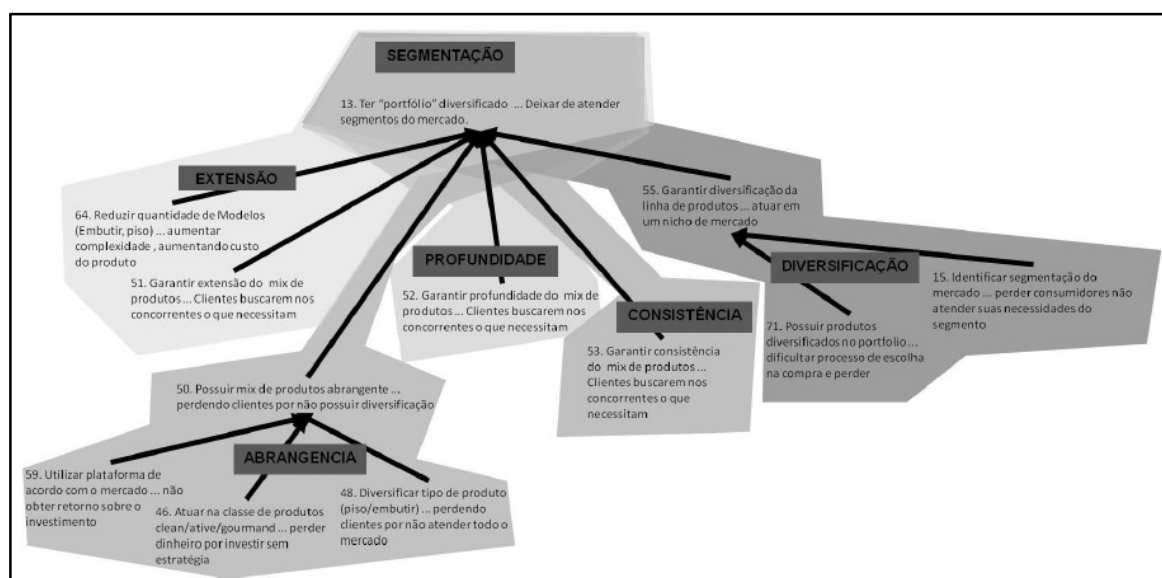 SEGMENTAÇÃO
13. Ter “portfólio” diversificado ... Deixar de atender
segmentos do mercado.
EXTENSÃO
64. Reduzir quantidade de Modelos
(Embutir, piso) ... aumentar
complexidade , aumentando custo
do produto
51. Garantir extensão do mix de
produtos ... Clientes buscarem nos
concorrentes o que necessitam
PROFUNDIDADE
52. Garantir profundidade do mix de
produtos ... Clientes buscarem nos
concorrentes o que necessitam
CONSISTÊNCIA
53. Garantir consistência
do mix de produtos ...
Clientes buscarem nos
concorrentes o que
necessitam
55. Garantir diversificação da
linha de produtos ... atuar em
um nicho de mercado
DIVERSIFICAÇÃO
71. Possuir produtos
diversificados no portfolio ...
dificultar processo de escolha
na compra e perder
15. Identificar segmentação do
mercado ... perder consumidores não
atender suas necessidades do
segmento
50. Possuir mix de produtos abrangente ...
perdendo clientes por não possuir diversificação
ABRANGENCIA
59. Utilizar plataforma de
acordo com o mercado ... não
obter retorno sobre o
investimento
46. Atuar na classe de produtos
clean/ative/gourmand ... perder
dinheiro por investir sem
estratégia
48. Diversificar tipo de produto
(piso/embutir) ... perdendo
clientes por não atender todo o
mercado